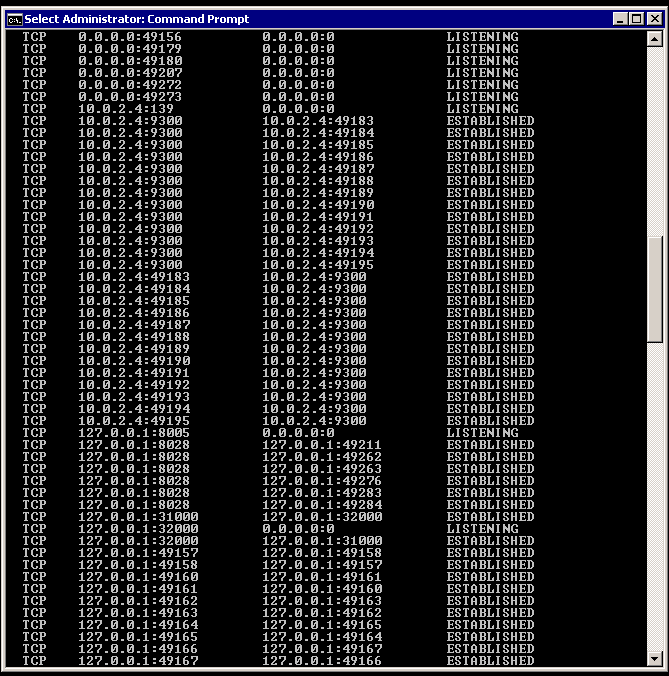 Select Administrator: Command Prompt
TCP 0.0.0.0:49156 0.0.0.0:0 LISTENING
TCP 0.0.0.0:49179 0.0.0.0:0 LISTENING
TCP 0.0.0.0:49180 0.0.0.0:0 LISTENING
TCP 0.0.0.0:49207 0.0.0.0:0 LISTENING
TCP 0.0.0.0:49272 0.0.0.0:0 LISTENING
TCP 0.0.0.0:49273 0.0.0.0:0 LISTENING
TCP 10.0.2.4:139 0.0.0.0:0 LISTENING
TCP 10.0.2.4:9300 10.0.2.4:49183 ESTABLISHED
TCP 10.0.2.4:9300 10.0.2.4:49184 ESTABLISHED
TCP 10.0.2.4:9300 10.0.2.4:49185 ESTABLISHED
TCP 10.0.2.4:9300 10.0.2.4:49186 ESTABLISHED
TCP 10.0.2.4:9300 10.0.2.4:49187 ESTABLISHED
TCP 10.0.2.4:9300 10.0.2.4:49188 ESTABLISHED
TCP 10.0.2.4:9300 10.0.2.4:49189 ESTABLISHED
TCP 10.0.2.4:9300 10.0.2.4:49190 ESTABLISHED
TCP 10.0.2.4:9300 10.0.2.4:49191 ESTABLISHED
TCP 10.0.2.4:9300 10.0.2.4:49192 ESTABLISHED
TCP 10.0.2.4:9300 10.0.2.4:49193 ESTABLISHED
TCP 10.0.2.4:9300 10.0.2.4:49194 ESTABLISHED
TCP 10.0.2.4:9300 10.0.2.4:49195 ESTABLISHED
TCP 10.0.2.4:49183 10.0.2.4:9300 ESTABLISHED
TCP 10.0.2.4:49184 10.0.2.4:9300 ESTABLISHED
TCP 10.0.2.4:49185 10.0.2.4:9300 ESTABLISHED
TCP 10.0.2.4:49186 10.0.2.4:9300 ESTABLISHED
TCP 10.0.2.4:49187 10.0.2.4:9300 ESTABLISHED
TCP 10.0.2.4:49188 10.0.2.4:9300 ESTABLISHED
TCP 10.0.2.4:49189 10.0.2.4:9300 ESTABLISHED
TCP 10.0.2.4:49190 10.0.2.4:9300 ESTABLISHED
TCP 10.0.2.4:49191 10.0.2.4:9300 ESTABLISHED
TCP 10.0.2.4:49192 10.0.2.4:9300 ESTABLISHED
TCP 10.0.2.4:49193 10.0.2.4:9300 ESTABLISHED
TCP 10.0.2.4:49194 10.0.2.4:9300 ESTABLISHED
TCP 10.0.2.4:49195 10.0.2.4:9300 ESTABLISHED
TCP 127.0.0.1:8005 0.0.0.0:0 LISTENING
TCP 127.0.0.1:8028 127.0.0.1:49211 ESTABLISHED
TCP 127.0.0.1:8028 127.0.0.1:49262 ESTABLISHED
TCP 127.0.0.1:8028 127.0.0.1:49263 ESTABLISHED
TCP 127.0.0.1:8028 127.0.0.1:49276 ESTABLISHED
TCP 127.0.0.1:8028 127.0.0.1:49283 ESTABLISHED
TCP 127.0.0.1:8028 127.0.0.1:49284 ESTABLISHED
TCP 127.0.0.1:31000 127.0.0.1:32000 ESTABLISHED
TCP 127.0.0.1:32000 0.0.0.0:0 LISTENING
TCP 127.0.0.1:32000 127.0.0.1:31000 ESTABLISHED
TCP 127.0.0.1:49157 127.0.0.1:49158 ESTABLISHED
TCP 127.0.0.1:49158 127.0.0.1:49157 ESTABLISHED
TCP 127.0.0.1:49160 127.0.0.1:49161 ESTABLISHED
TCP 127.0.0.1:49161 127.0.0.1:49160 ESTABLISHED
TCP 127.0.0.1:49162 127.0.0.1:49163 ESTABLISHED
TCP 127.0.0.1:49163 127.0.0.1:49162 ESTABLISHED
TCP 127.0.0.1:49164 127.0.0.1:49165 ESTABLISHED
TCP 127.0.0.1:49165 127.0.0.1:49164 ESTABLISHED
TCP 127.0.0.1:49166 127.0.0.1:49167 ESTABLISHED
TCP 127.0.0.1:49167 127.0.0.1:49166 ESTABLISHED